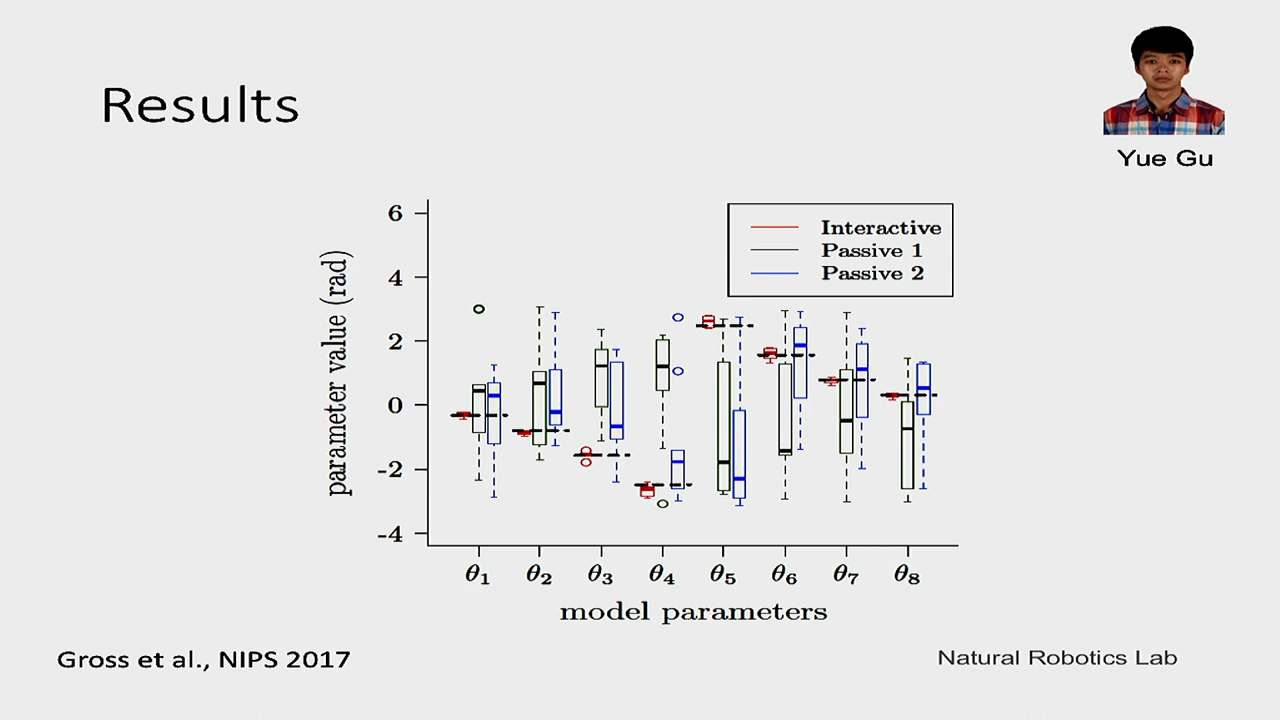 Results
Yue Gu
Interactive
Passive 1
Passive 2
parameter value (rad)
6
4
2
0
-2
-4
θ1 θ2 θ3 θ4 θ5 θ6 θ7 θ8
model parameters
Gross et al., NIPS 2017
Natural Robotics Lab